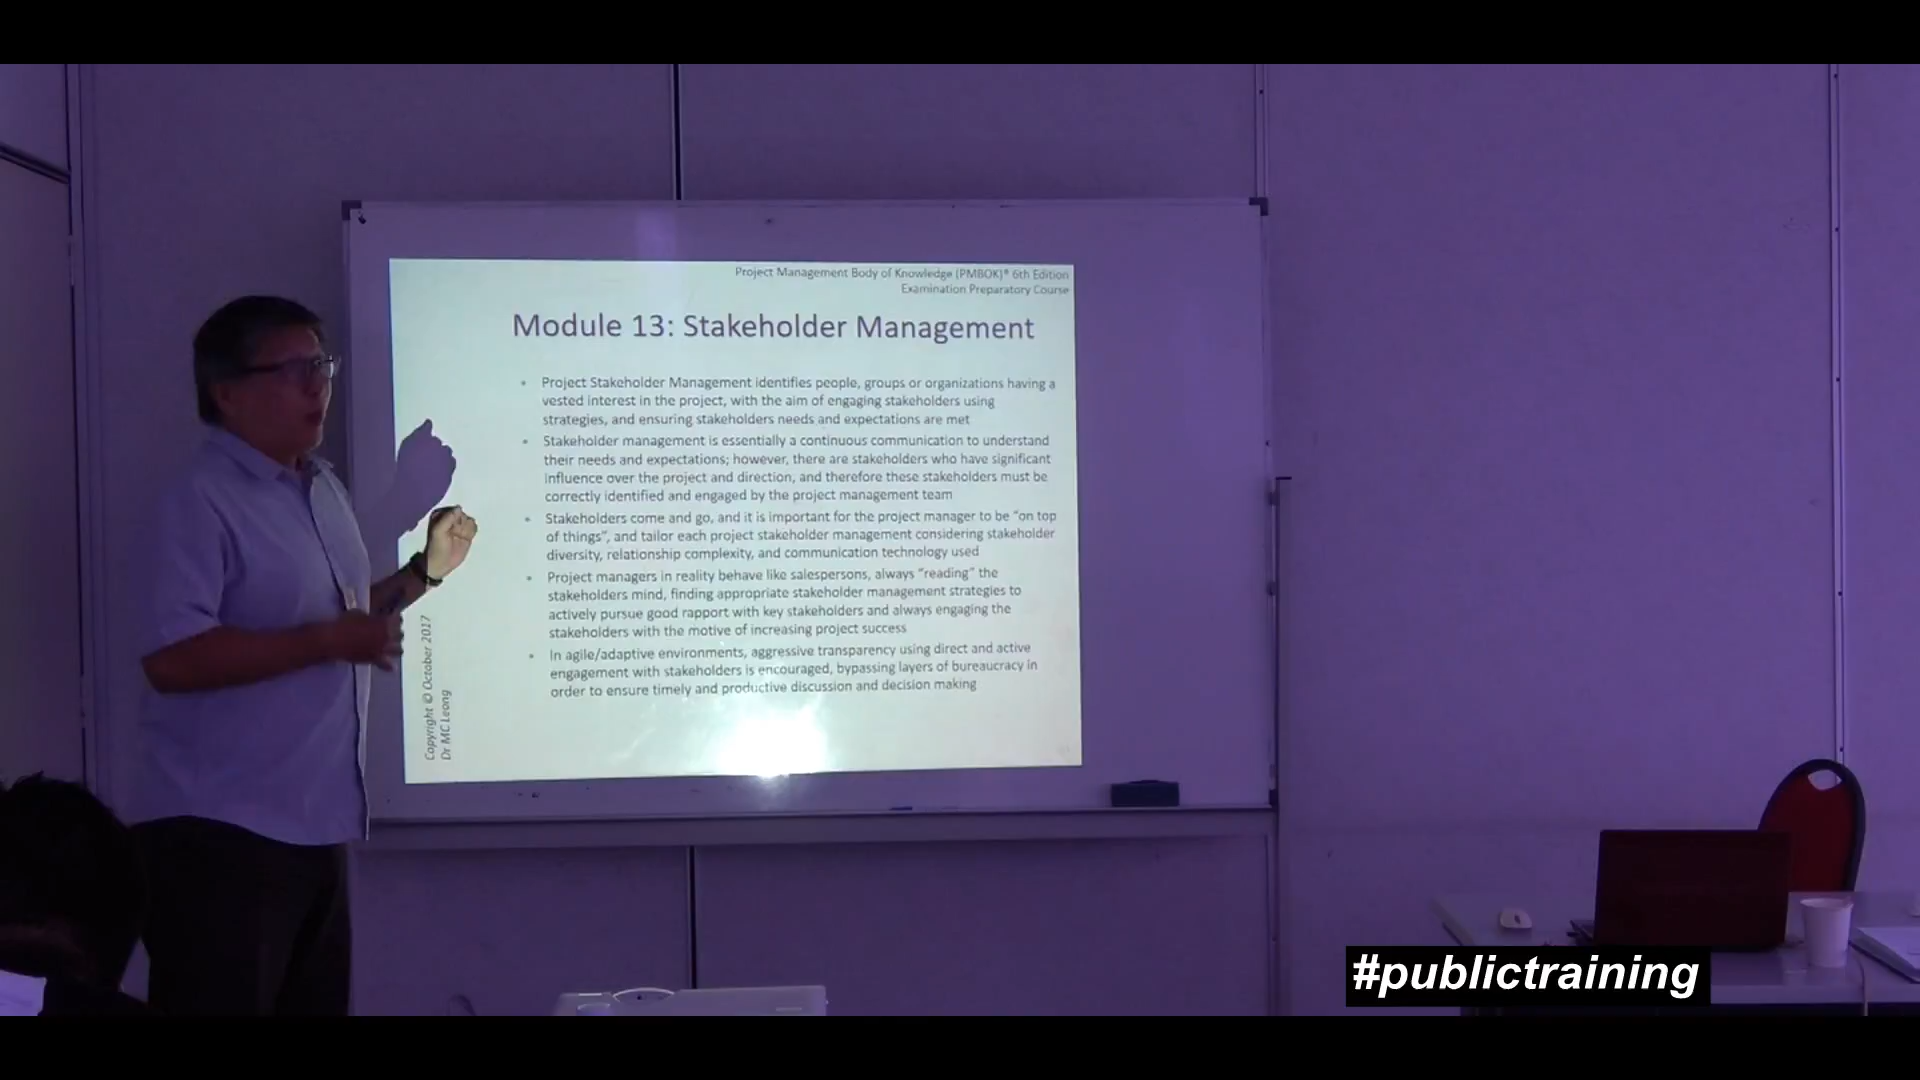 Project Management Body of Knowledge (PMBOK)® 6th Edition
Examination Preparatory Course
Module 13: Stakeholder Management
• Project Stakeholder Management identifies people, groups or organizations having a
vested interest in the project, with the aim of engaging stakeholders using
strategies, and ensuring stakeholders needs and expectations are met
• Stakeholder management is essentially a continuous communication to understand
their needs and expectations; however, there are stakeholders who have significant
influence over the project and direction, and therefore these stakeholders must be
correctly identified and engaged by the project management team
• Stakeholders come and go, and it is important for the project manager to be “on top
of things”, and tailor each project stakeholder management considering stakeholder
diversity, relationship complexity, and communication technology used
• Project managers in reality behave like salespersons, always “reading” the
stakeholders mind, finding appropriate stakeholder management strategies to
actively pursue good rapport with key stakeholders and always engaging the
stakeholders with the motive of increasing project success
• In agile/adaptive environments, aggressive transparency using direct and active
engagement with stakeholders is encouraged, bypassing layers of bureaucracy in
order to ensure timely and productive discussion and decision making
Copyright © October 2017
Dr MC Leong
#publictraining